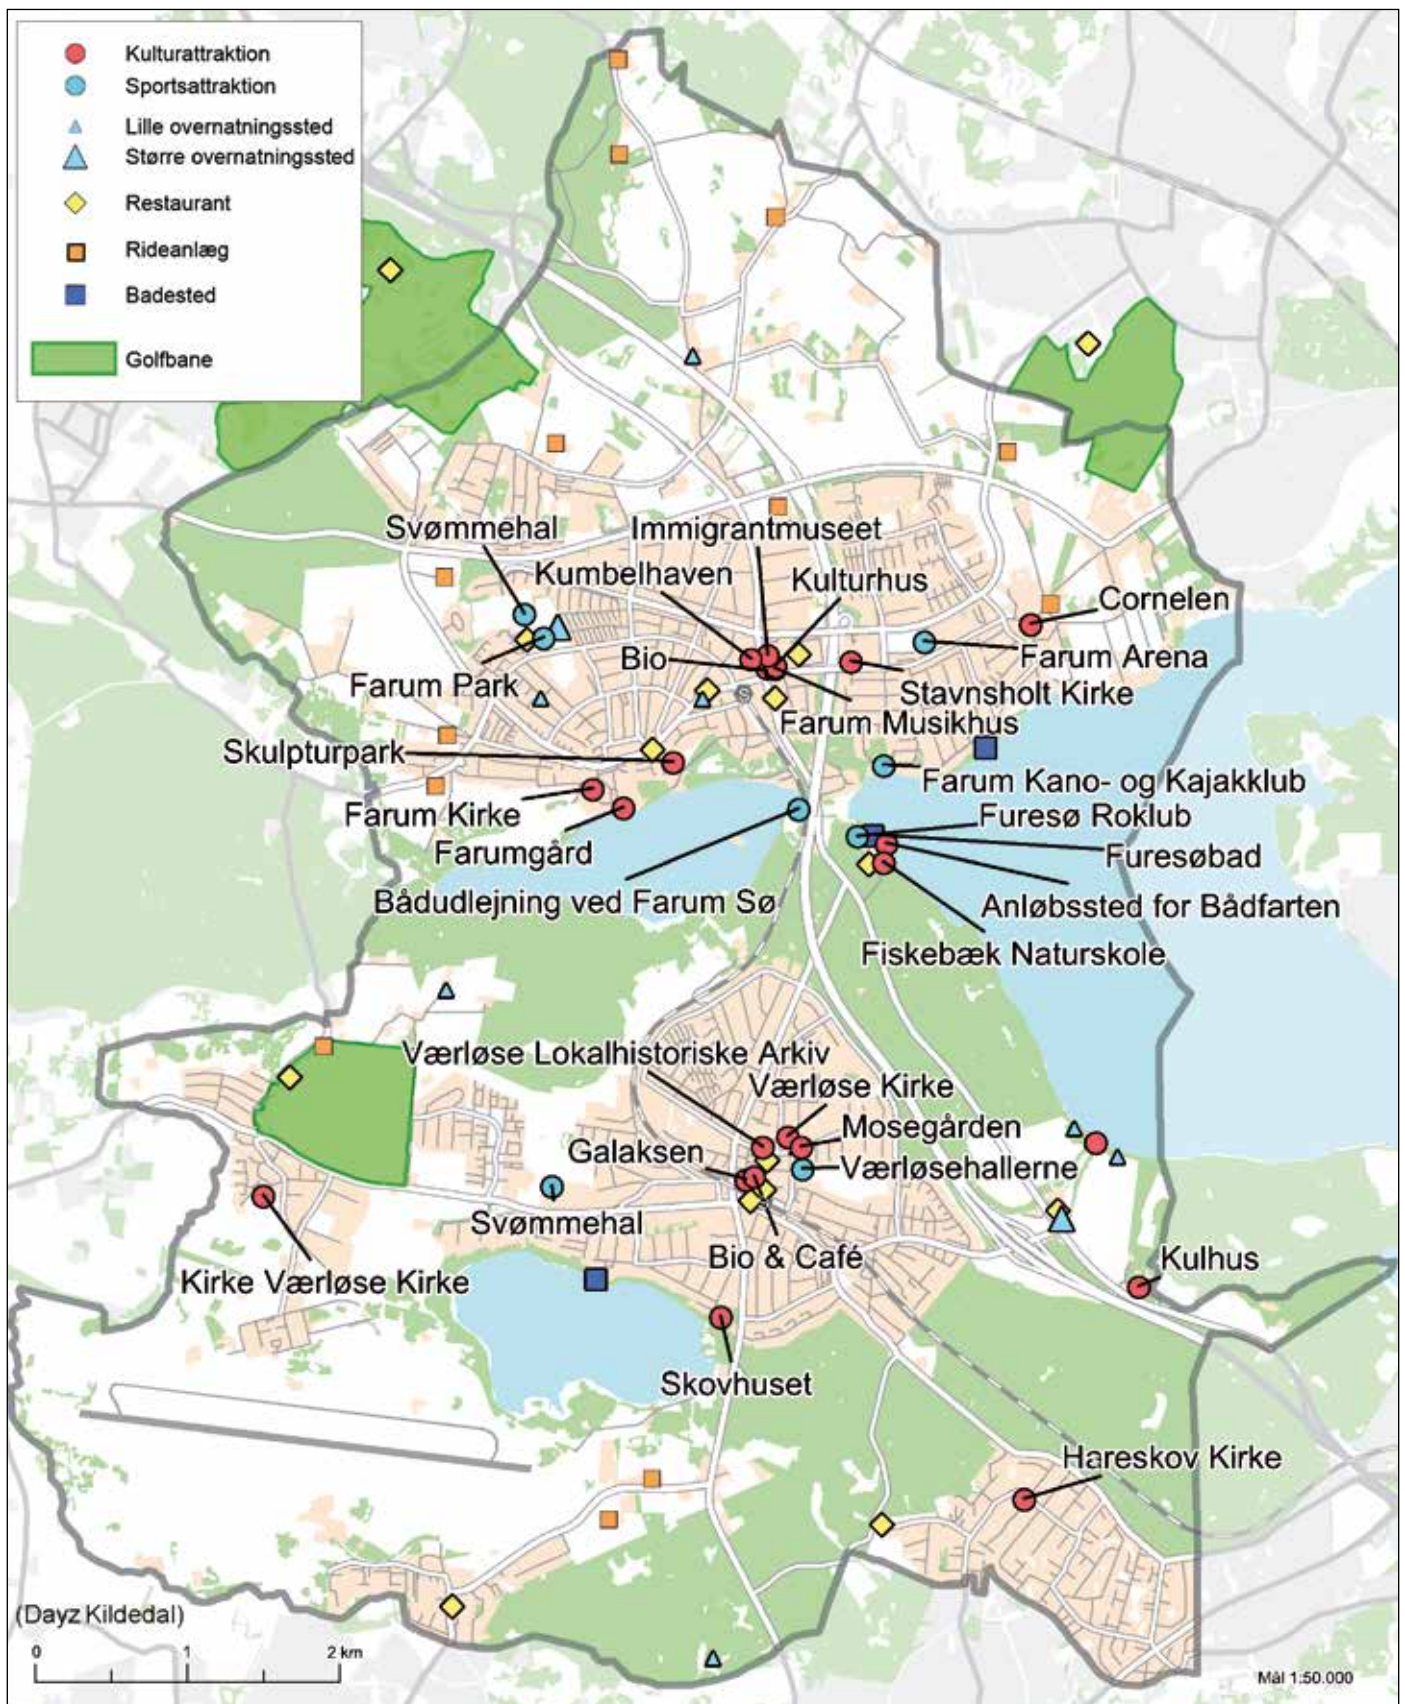 Kulturattraktion
Sportsattraktion
Lille overnatningssted
Større overnatningssted
Restaurant
Rideanlæg
Badested
Golfbane
Svømmehal
Immigrantmuseet
Kumbelhaven
Kulturhus
Cornelen
Bio
Farum Arena
Farum Park
Stavnsholt Kirke
S
Farum Musikhus
Skulpturpark
Farum Kano- og Kajakklub
Farum Kirke
Furesø Roklub
Farumgård
Furesøbad
Bådudlejning ved Farum Sø
Anløbssted for Bådfarten
Fiskebæk Naturskole
Værløse Lokalhistoriske Arkiv
Værløse Kirke
Mosegården
Galaksen
Værløsehallerne
Svømmehal
Bio & Café
Kulhus
Kirke Værløse Kirke
Skovhuset
Hareskov Kirke
(Dayz Kildedal)
0 1 2 km
Mål 1:50.000